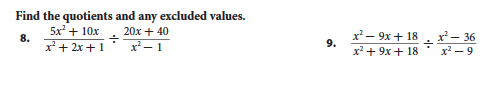 Find the quotients and any excluded values.
8. (5x² + 10x)/(x² + 2x + 1) ÷ (20x + 40)/(x² – 1)
9. (x² – 9x + 18)/(x² + 9x + 18) ÷ (x² – 36)/(x² – 9)